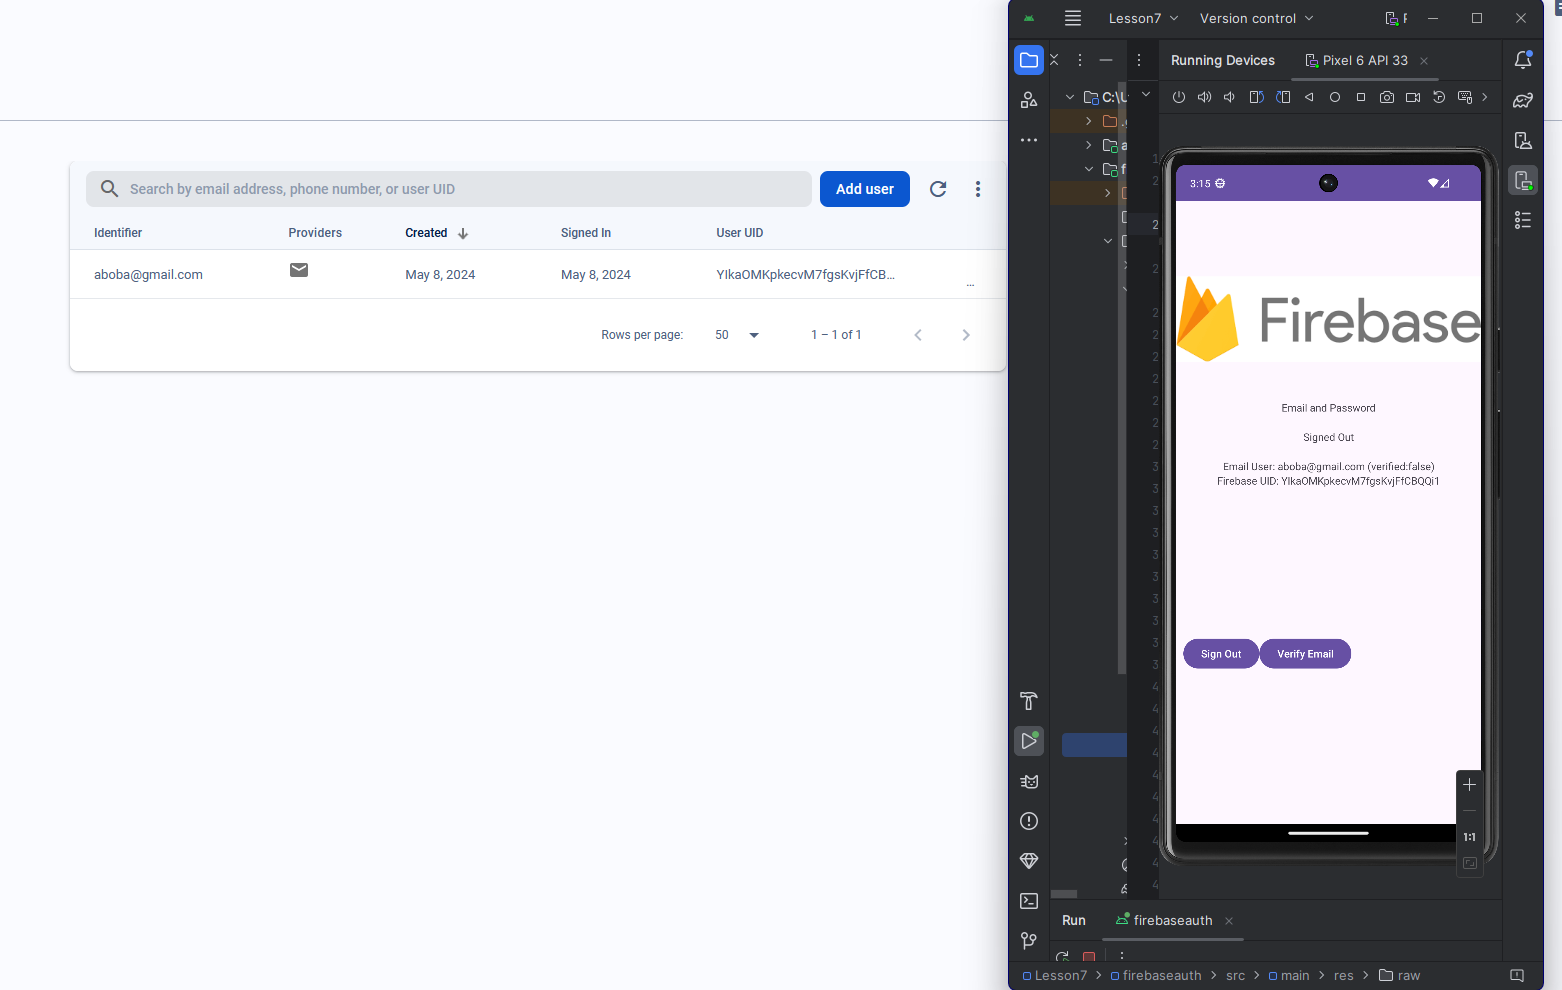 Search by email address, phone number, or user UID
Add user
Identifier Providers Created Signed In User UID
aboba@gmail.com May 8, 2024 May 8, 2024 YIkaOMKpkecvM7fgsKvjFfCB…
...
Rows per page: 50 1 – 1 of 1
Lesson7 Version control
Running Devices Pixel 6 API 33
C:\U
3:15
Firebase
Email and Password
Signed Out
Email User: aboba@gmail.com (verified:false)
Firebase UID: YIkaOMKpkecvM7fgsKvjFfCBQQi1
Sign Out Verify Email
1:1
Run firebaseauth
Lesson7 > firebaseauth > src > main > res > raw